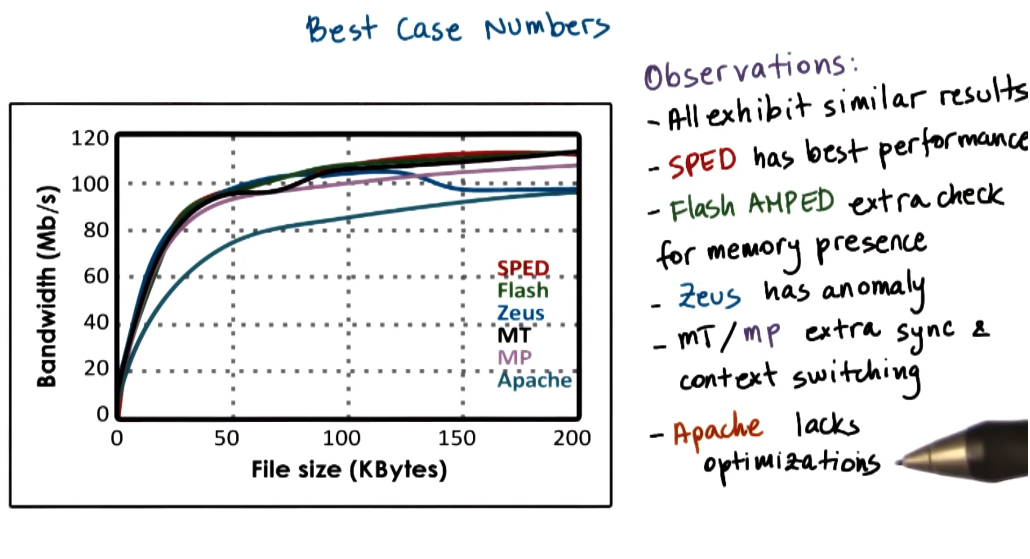 Best Case Numbers
Observations:
- All exhibit similar results
- SPED has best performance
- Flash AMPED extra check
for memory presence
- Zeus has anomaly
- MT/MP extra sync &
context switching
- Apache lacks
optimizations
120
100
80
60
40
20
0
Bandwidth (Mb/s)
SPED
Flash
Zeus
MT
MP
Apache
0 50 100 150 200
File size (KBytes)